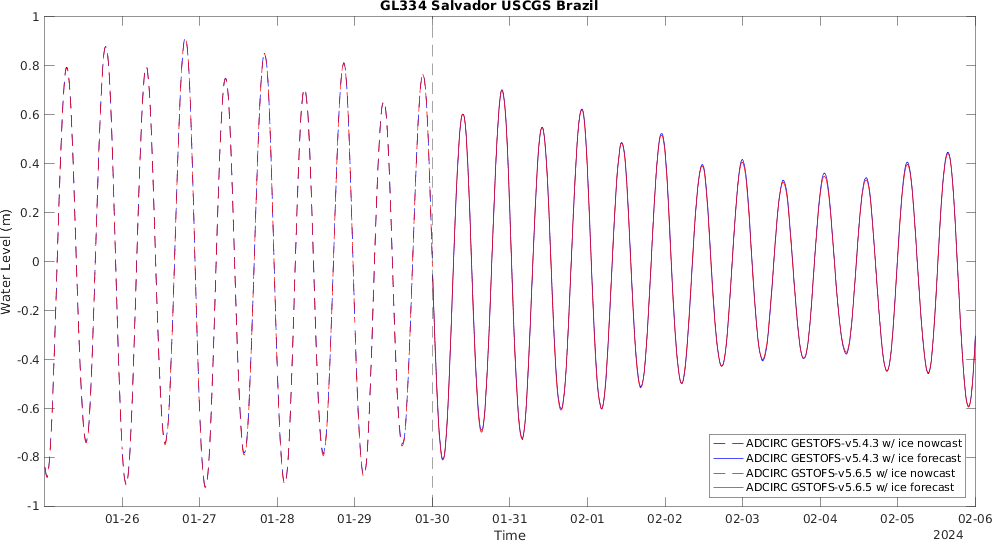 GL334 Salvador USCGS Brazil
Water Level (m)
1
0.8
0.6
0.4
0.2
0
-0.2
-0.4
-0.6
-0.8
-1
ADCIRC GESTOFS-v5.4.3 w/ ice nowcast
ADCIRC GESTOFS-v5.4.3 w/ ice forecast
ADCIRC GSTOFS-v5.6.5 w/ ice nowcast
ADCIRC GSTOFS-v5.6.5 w/ ice forecast
01-26 01-27 01-28 01-29 01-30 01-31 02-01 02-02 02-03 02-04 02-05 02-06
Time 2024